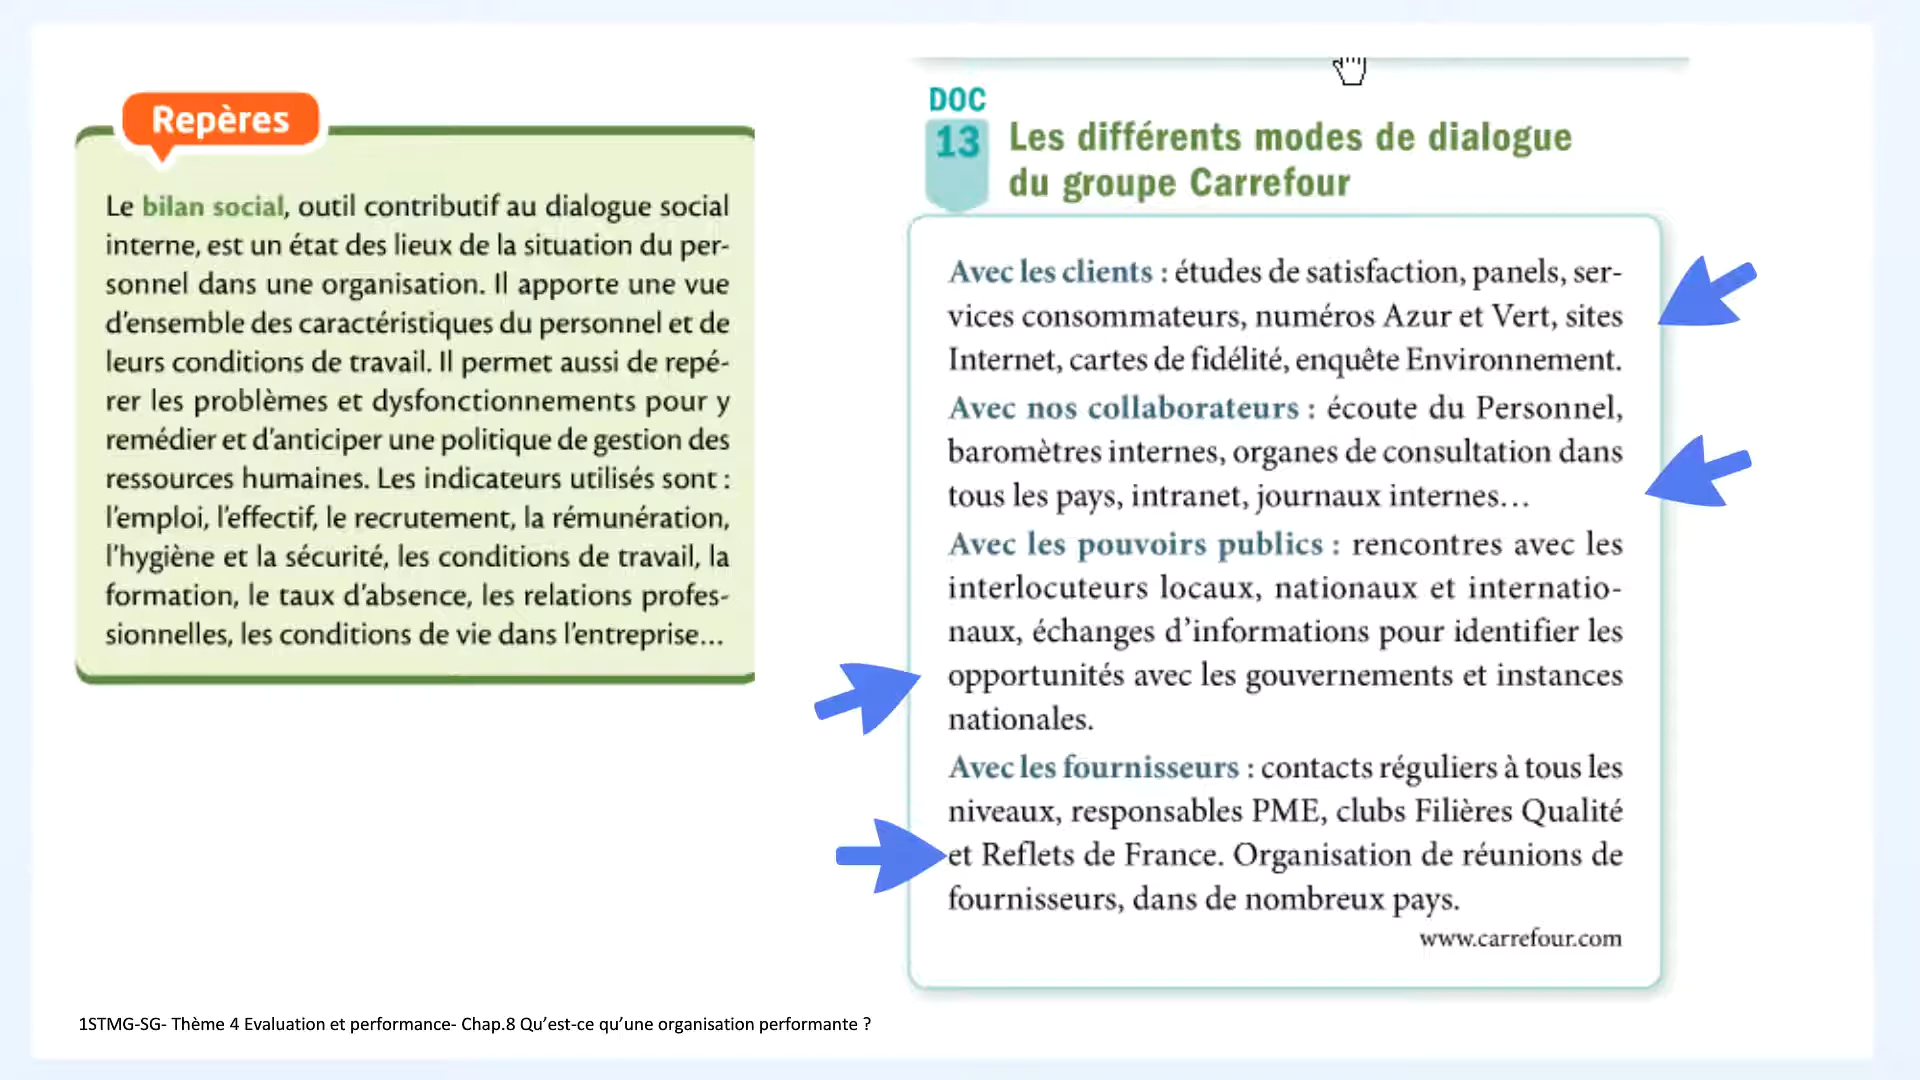 Repères
Le bilan social, outil contributif au dialogue social
interne, est un état des lieux de la situation du per-
sonnel dans une organisation. Il apporte une vue
d'ensemble des caractéristiques du personnel et de
leurs conditions de travail. Il permet aussi de repé-
rer les problèmes et dysfonctionnements pour y
remédier et d'anticiper une politique de gestion des
ressources humaines. Les indicateurs utilisés sont :
l'emploi, l'effectif, le recrutement, la rémunération,
l'hygiène et la sécurité, les conditions de travail, la
formation, le taux d'absence, les relations profes-
sionnelles, les conditions de vie dans l'entreprise...
DOC
13
Les différents modes de dialogue
du groupe Carrefour
Avec les clients : études de satisfaction, panels, ser-
vices consommateurs, numéros Azur et Vert, sites
Internet, cartes de fidélité, enquête Environnement.
Avec nos collaborateurs : écoute du Personnel,
baromètres internes, organes de consultation dans
tous les pays, intranet, journaux internes...
Avec les pouvoirs publics : rencontres avec les
interlocuteurs locaux, nationaux et internatio-
naux, échanges d'informations pour identifier les
opportunités avec les gouvernements et instances
nationales.
Avec les fournisseurs : contacts réguliers à tous les
niveaux, responsables PME, clubs Filières Qualité
et Reflets de France. Organisation de réunions de
fournisseurs, dans de nombreux pays.
www.carrefour.com
1STMG-SG- Thème 4 Evaluation et performance- Chap.8 Qu'est-ce qu'une organisation performante ?